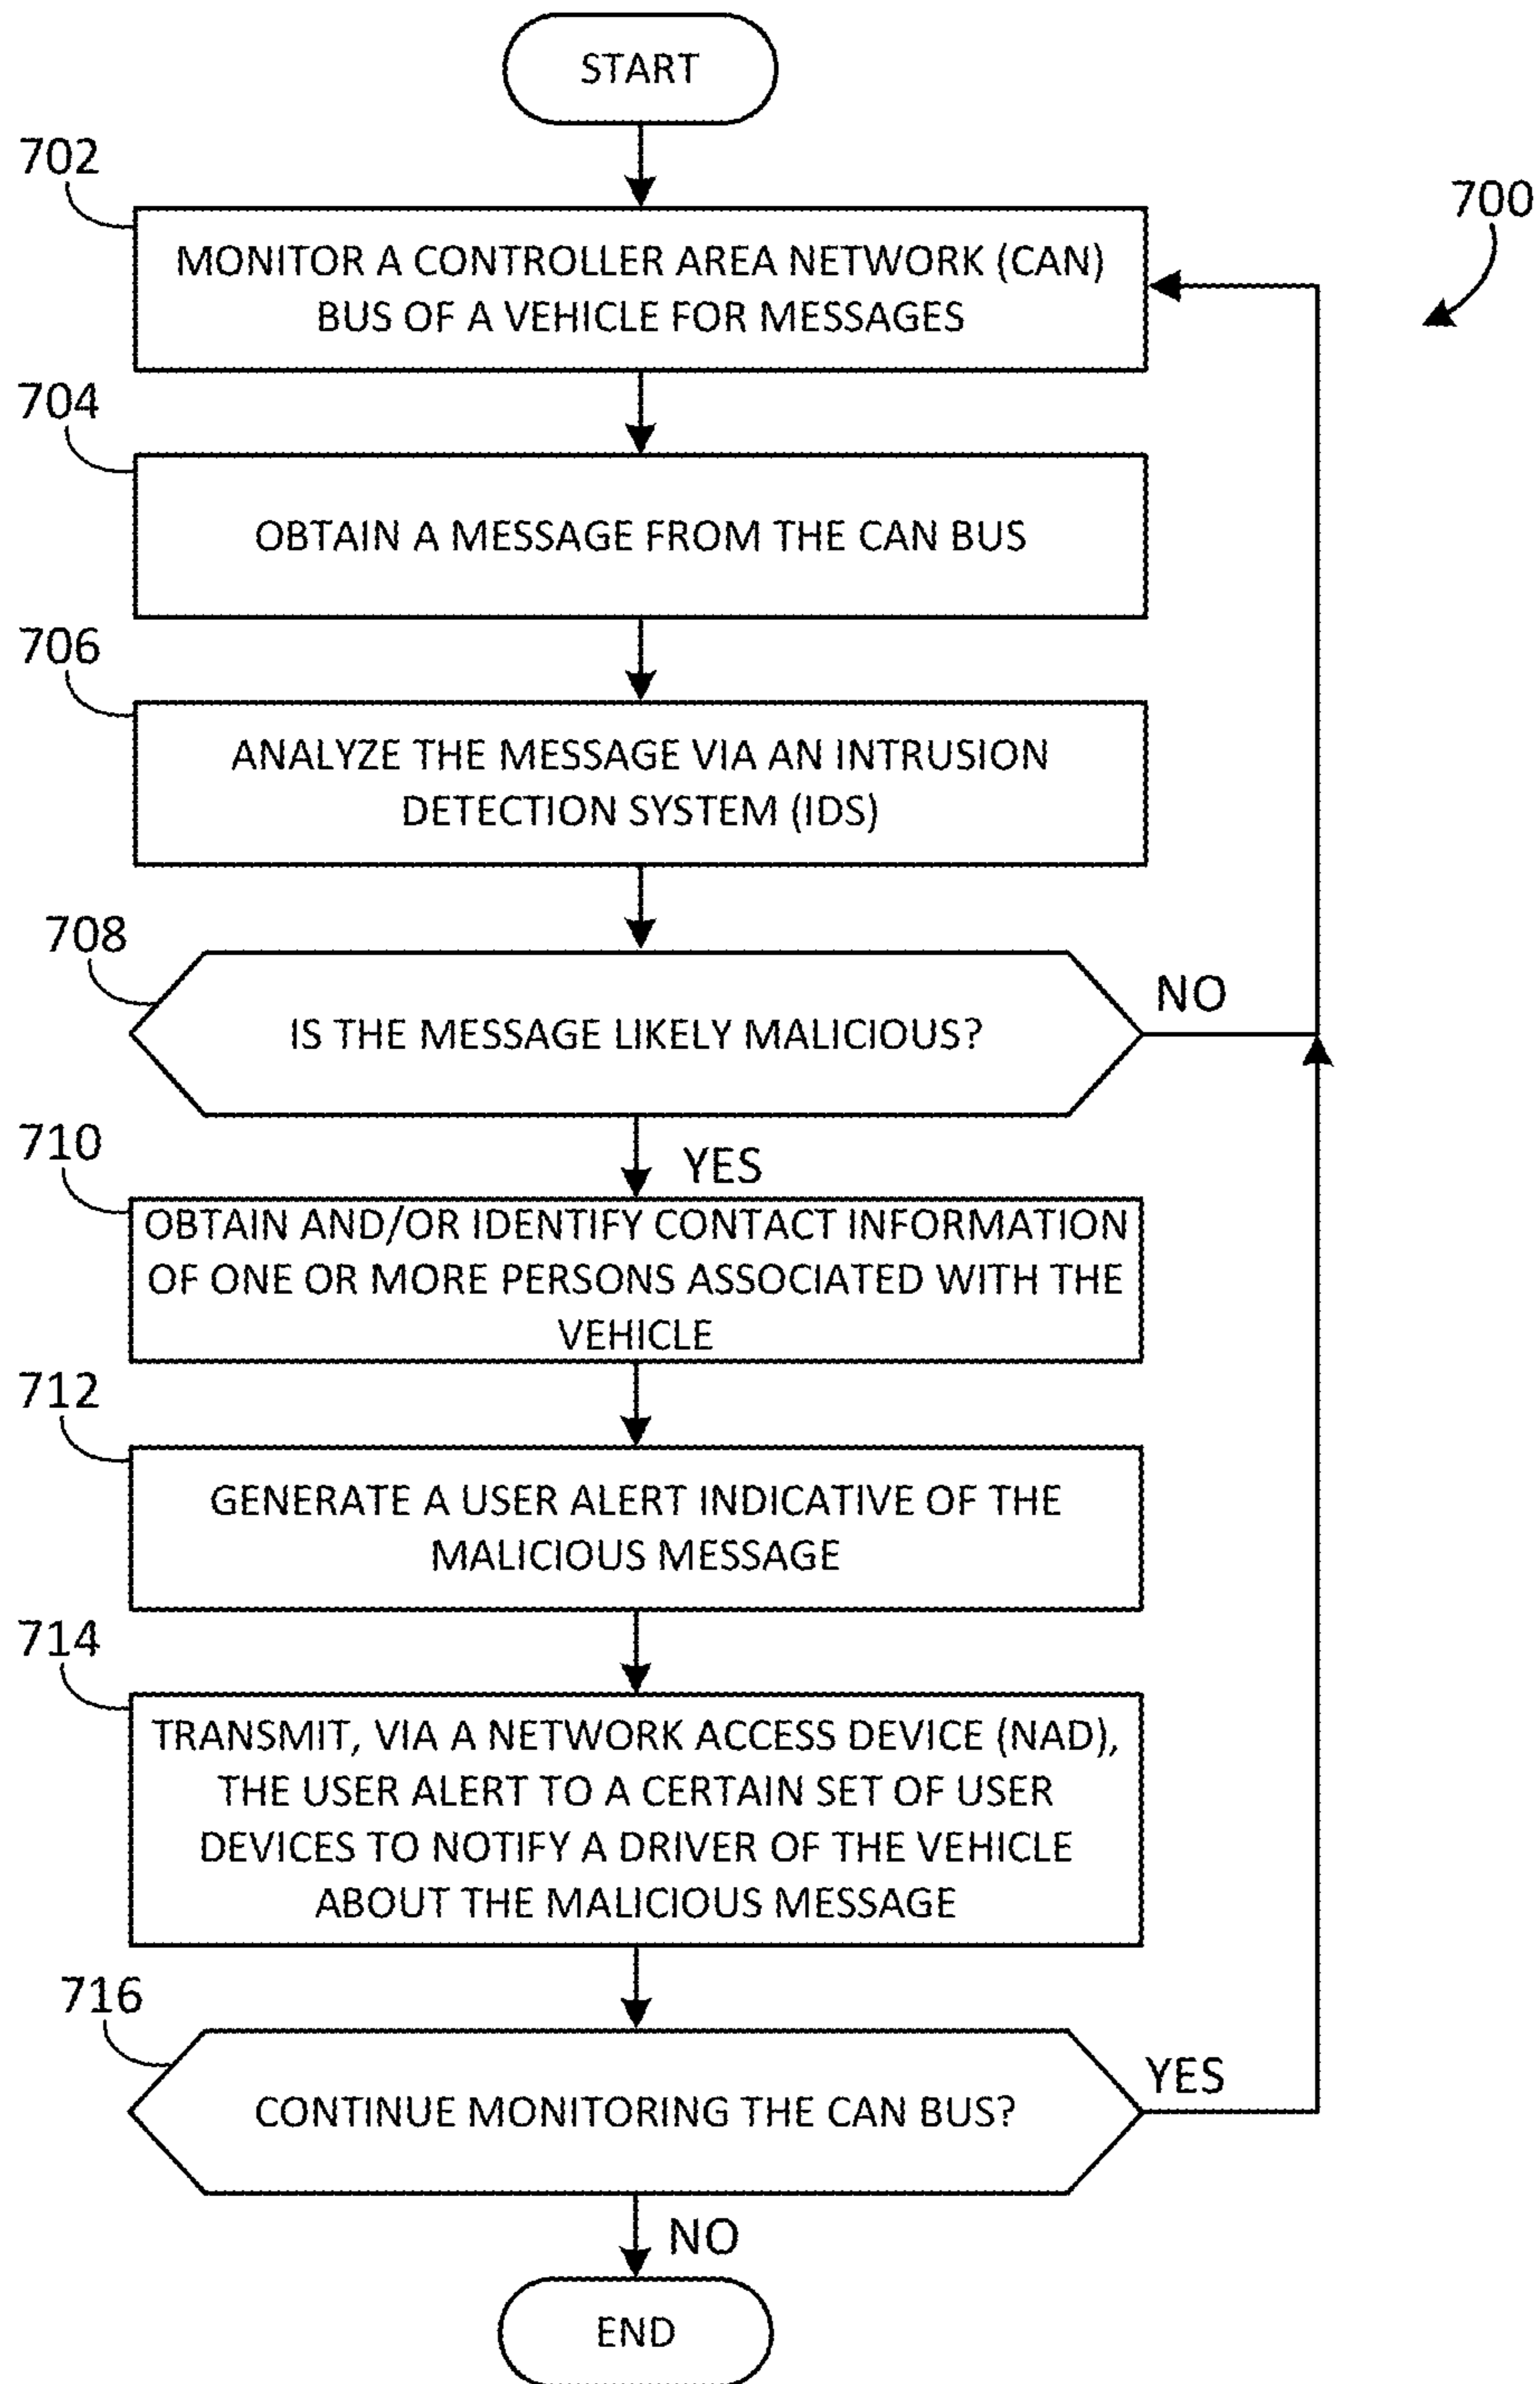 START
702
700
MONITOR A CONTROLLER AREA NETWORK (CAN)
BUS OF A VEHICLE FOR MESSAGES
704
OBTAIN A MESSAGE FROM THE CAN BUS
706
ANALYZE THE MESSAGE VIA AN INTRUSION
DETECTION SYSTEM (IDS)
708
NO
IS THE MESSAGE LIKELY MALICIOUS?
710
YES
OBTAIN AND/OR IDENTIFY CONTACT INFORMATION
OF ONE OR MORE PERSONS ASSOCIATED WITH THE
VEHICLE
712
GENERATE A USER ALERT INDICATIVE OF THE
MALICIOUS MESSAGE
714
TRANSMIT, VIA A NETWORK ACCESS DEVICE (NAD),
THE USER ALERT TO A CERTAIN SET OF USER
DEVICES TO NOTIFY A DRIVER OF THE VEHICLE
ABOUT THE MALICIOUS MESSAGE
716
YES
CONTINUE MONITORING THE CAN BUS?
NO
END